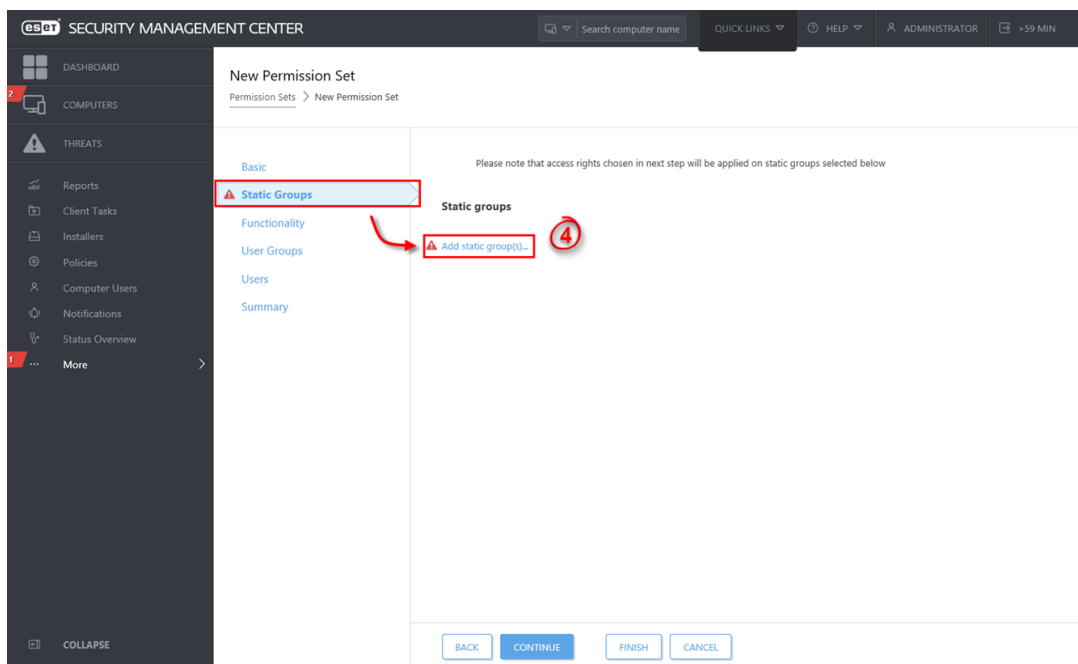 eset SECURITY MANAGEMENT CENTER
Search computer name
QUICK LINKS
HELP
ADMINISTRATOR
>59 MIN
DASHBOARD
2
COMPUTERS
THREATS
Reports
Client Tasks
Installers
Policies
Computer Users
Notifications
Status Overview
1
More
COLLAPSE
New Permission Set
Permission Sets > New Permission Set
Basic
Static Groups
Functionality
User Groups
Users
Summary
Please note that access rights chosen in next step will be applied on static groups selected below
Static groups
Add static group(s)...
4
BACK
CONTINUE
FINISH
CANCEL